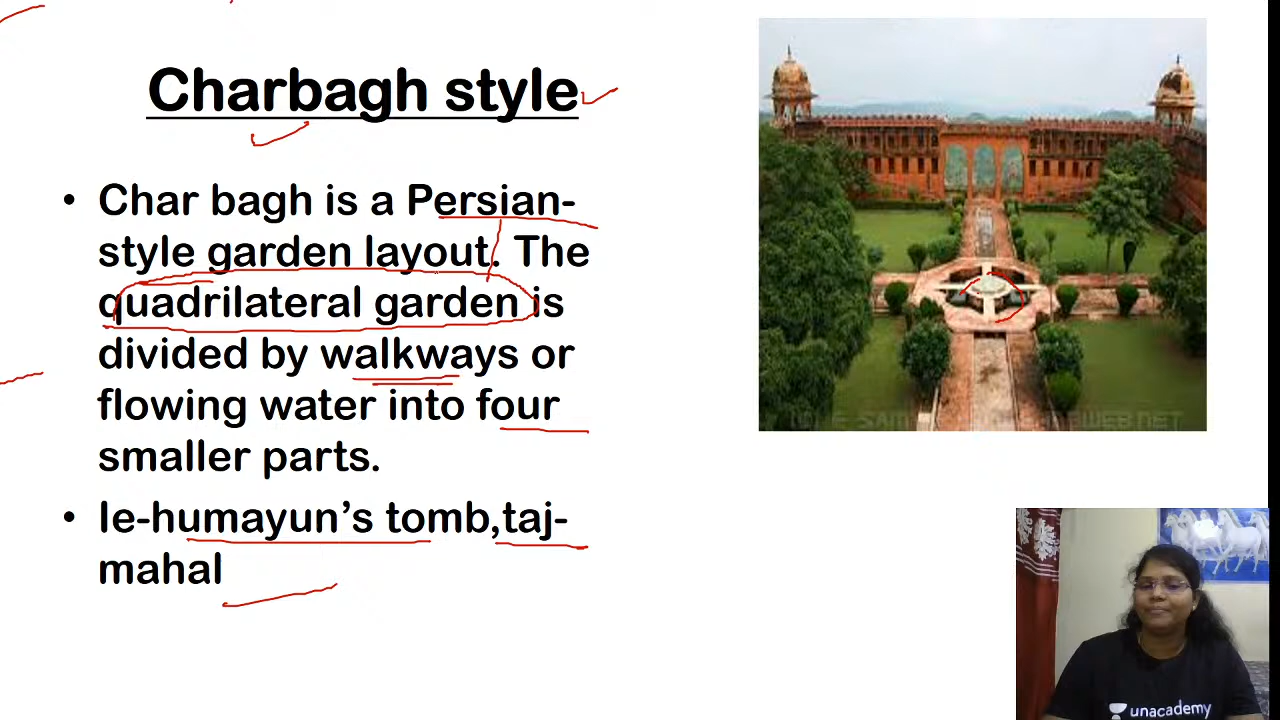 Charbagh style
• Char bagh is a Persian-
style garden layout. The
quadrilateral garden is
divided by walkways or
flowing water into four
smaller parts.
• Ie-humayun’s tomb,taj-
mahal
unacademy